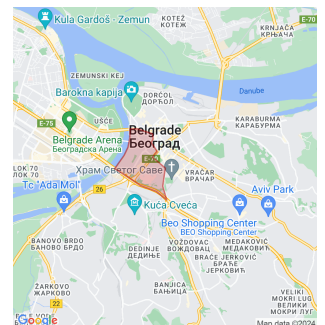 Kula Gardoš - Zemun
KOTEŽ
КОТЕЖ
KRNJAČA
КРЊАЧА
ZEMUNSKI KEJ
Barokna kapija
DORĆOL
ДОРЋОЛ
Danube
E-75
UŠĆE
Belgrade
Београд
KARABURMA
КАРАБУРМА
Belgrade Arena
Београдска Арена
E-75
LOK. 70
ЛОК. 70
Храм Светог Саве
Tc "Ada Mall"
VRAČAR
ВРАЧАР
Aviv Park
Kuća Cveća
Beo Shopping Center
BEO Shopping Center
BANOVO BRDO
БАНОВО БРДО
DEDINJE
ДЕДИЊЕ
VOŽDOVAC
ВОЖДОВАЦ
MEDAKOVIĆ
МЕДАКОВИЋ
BRAĆE JERKOVIĆ
БРАЋЕ
ЈЕРКОВИЋ
ŽARKOVO
ЖАРКОВО
22
26
BANJICA
БАЊИЦА
VELIKI
MOKRI LUG
ВЕЛИКИ
МОКРИ ЛУГ
Google
Map data ©2024